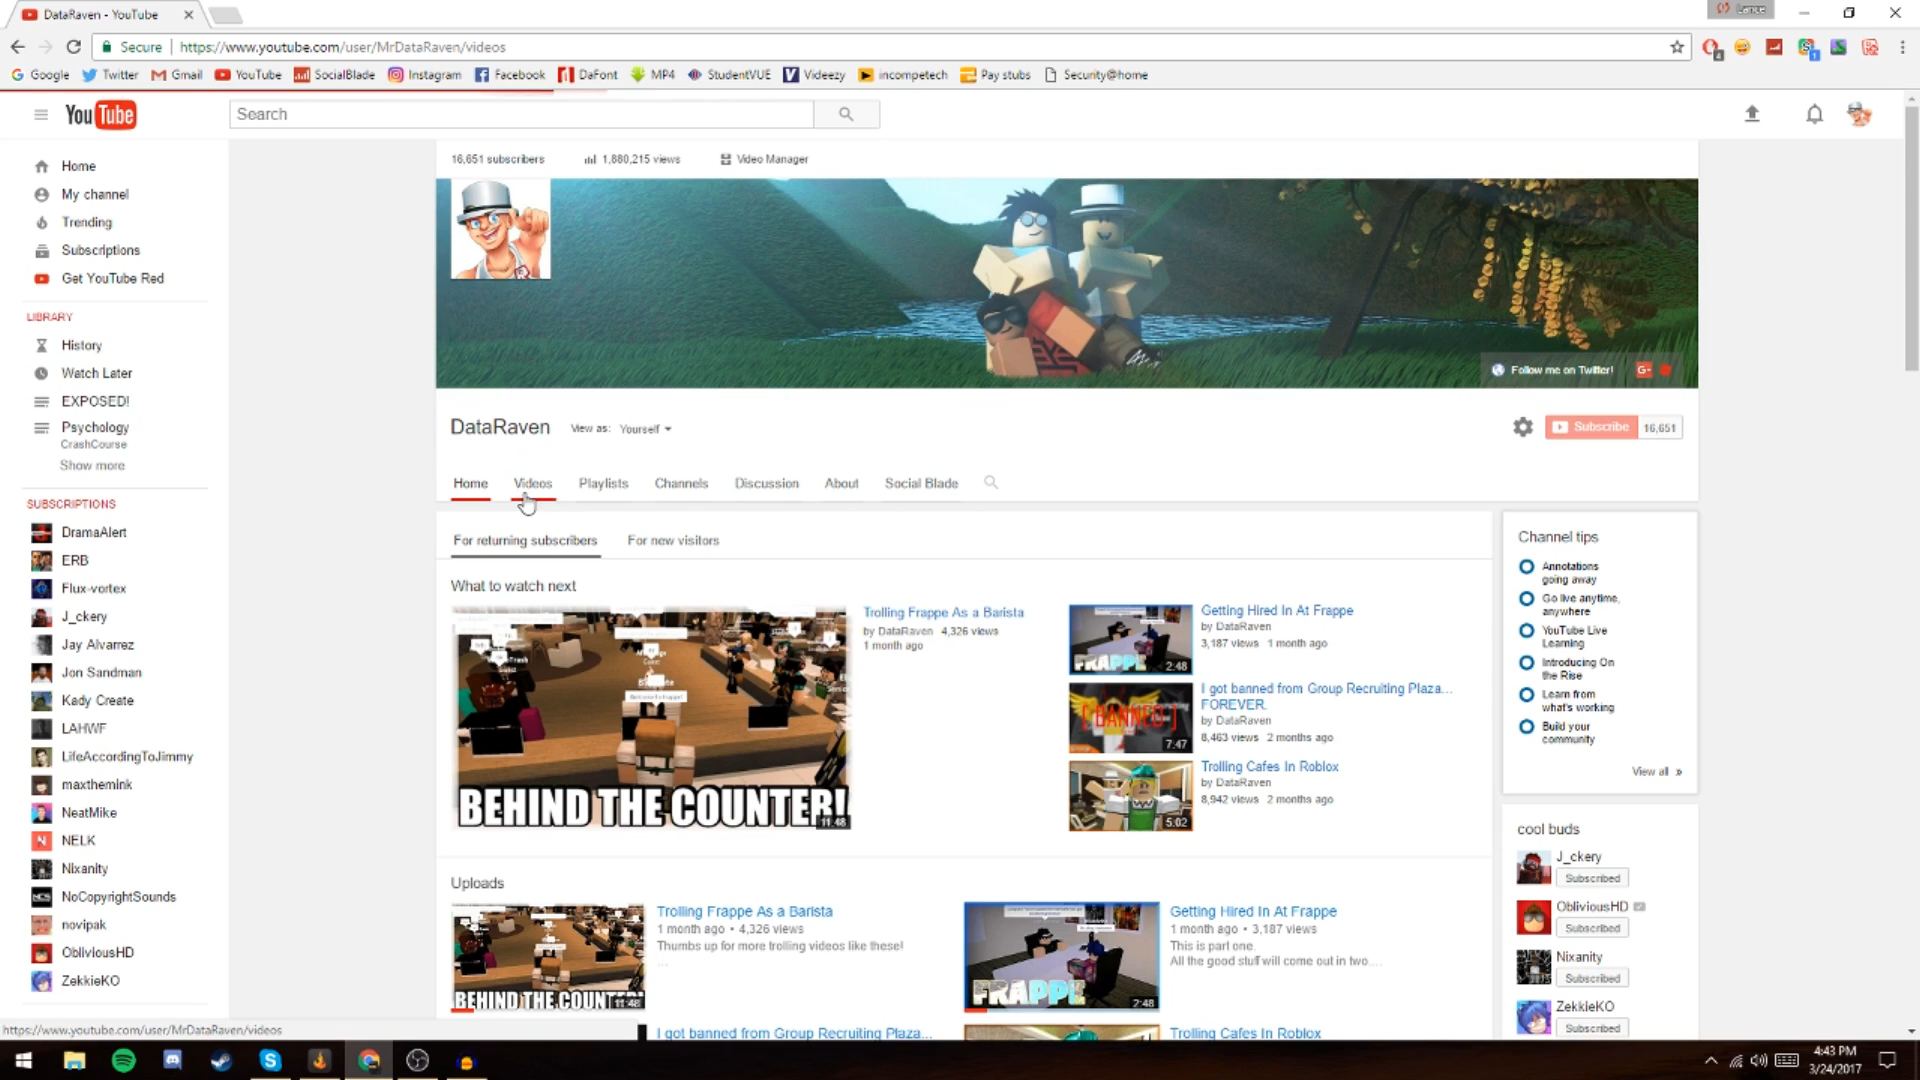 DataRaven - YouTube
Lance
Secure
https://www.youtube.com/user/MrDataRaven/videos
Google
Twitter
Gmail
YouTube
SocialBlade
Instagram
Facebook
DaFont
MP4
StudentVUE
Videezy
incompetech
Pay stubs
Security@home
YouTube
Search
Home
My channel
Trending
Subscriptions
Get YouTube Red
LIBRARY
History
Watch Later
EXPOSED!
Psychology
CrashCourse
Show more
SUBSCRIPTIONS
DramaAlert
ERB
Flux-vortex
J_ckery
Jay Alvarrez
Jon Sandman
Kady Create
LAHWF
LifeAccordingToJimmy
maxthemink
NeatMike
NELK
Nixanity
NoCopyrightSounds
novipak
ObliviousHD
ZekkieKO
16,651 subscribers
1,880,215 views
Video Manager
Follow me on Twitter!
G+
DataRaven
View as: Yourself
Subscribe
16,651
Home
Videos
Playlists
Channels
Discussion
About
Social Blade
For returning subscribers
For new visitors
What to watch next
BEHIND THE COUNTER!
11:48
Trolling Frappe As a Barista
by DataRaven 4,326 views
1 month ago
FRAPPE
2:48
Getting Hired In At Frappe
by DataRaven
3,187 views 1 month ago
[BANNED]
7:47
I got banned from Group Recruiting Plaza...
FOREVER.
by DataRaven
8,463 views 2 months ago
5:02
Trolling Cafes In Roblox
by DataRaven
8,942 views 2 months ago
Uploads
BEHIND THE COUNT
11:48
Trolling Frappe As a Barista
1 month ago • 4,326 views
Thumbs up for more trolling videos like these!
...
FRAPPE
2:48
Getting Hired In At Frappe
1 month ago • 3,187 views
This is part one.
All the good stuff will come out in two....
I got banned from Group Recruiting Plaza...
Trolling Cafes In Roblox
Channel tips
Annotations
going away
Go live anytime,
anywhere
YouTube Live
Learning
Introducing On
the Rise
Learn from
what's working
Build your
community
View all »
cool buds
J_ckery
Subscribed
ObliviousHD
Subscribed
Nixanity
Subscribed
ZekkieKO
Subscribed
https://www.youtube.com/user/MrDataRaven/videos
4:43 PM
3/24/2017